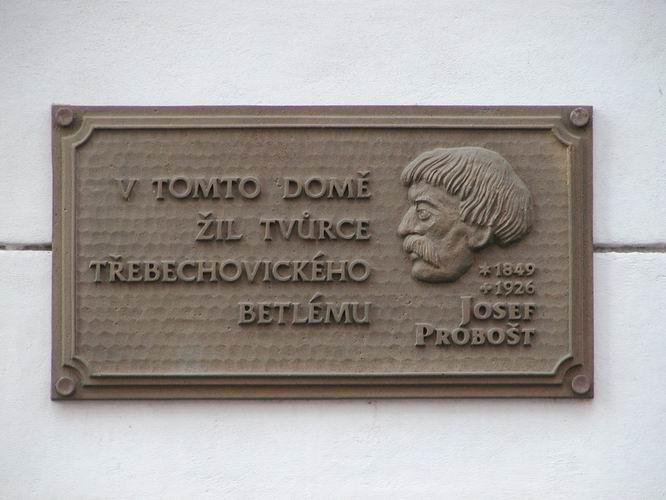 V TOMTO DOMĚ
ŽIL TVŮRCE
TŘEBECHOVICKÉHO
BETLÉMU
*1849
+1926
JOSEF
PROBOŠT